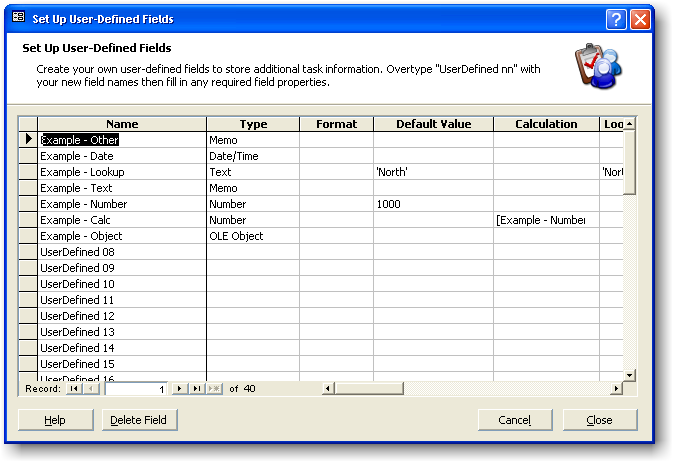 Set Up User-Defined Fields
Set Up User-Defined Fields
Create your own user-defined fields to store additional task information. Overtype "UserDefined nn" with
your new field names then fill in any required field properties.
Name Type Format Default Value Calculation Loo
Example - Other Memo
Example - Date Date/Time
Example - Lookup Text 'North' 'Nort
Example - Text Memo
Example - Number Number 1000
Example - Calc Number [Example - Number
Example - Object OLE Object
UserDefined 08
UserDefined 09
UserDefined 10
UserDefined 11
UserDefined 12
UserDefined 13
UserDefined 14
UserDefined 15
UserDefined 16
Record: 1 of 40
Help Delete Field Cancel Close